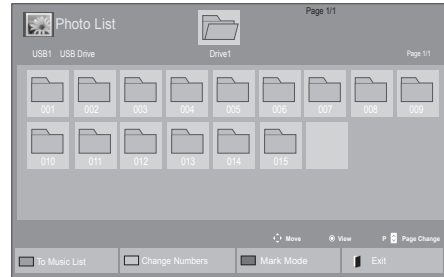 Photo List
Page 1/1
USB1 USB Drive
Drive1
Page 1/1
001 002 003 004 005 006 007 008 009
010 011 012 013 014 015
Move View P Page Change
To Music List Change Numbers Mark Mode Exit